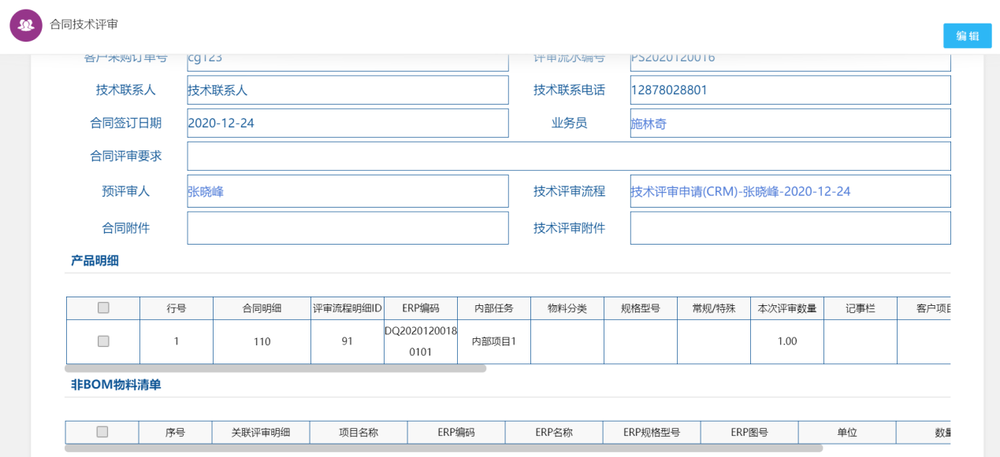 合同技术评审
编 辑
客户采购订单号 cg123 评审流水编号 PS2020120016
技术联系人 技术联系人 技术联系电话 12878028801
合同签订日期 2020-12-24 业务员 施林奇
合同评审要求
预评审人 张晓峰 技术评审流程 技术评审申请(CRM)-张晓峰-2020-12-24
合同附件 技术评审附件
产品明细
行号 合同明细 评审流程明细ID ERP编码 内部任务 物料分类 规格型号 常规/特殊 本次评审数量 记事栏 客户项目
1 110 91 DQ2020120018 内部项目1 1.00
0101
非BOM物料清单
序号 关联评审明细 项目名称 ERP编码 ERP名称 ERP规格型号 ERP图号 单位 数量